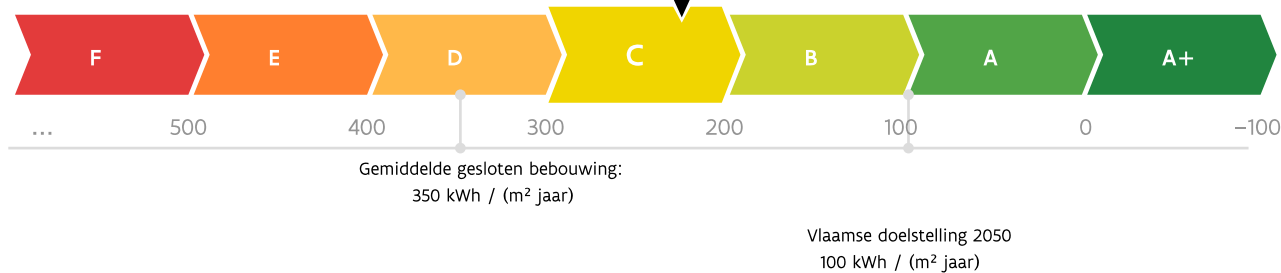 F E D C B A A+
... 500 400 300 200 100 0 –100
Gemiddelde gesloten bebouwing:
350 kWh / (m² jaar)
Vlaamse doelstelling 2050
100 kWh / (m² jaar)